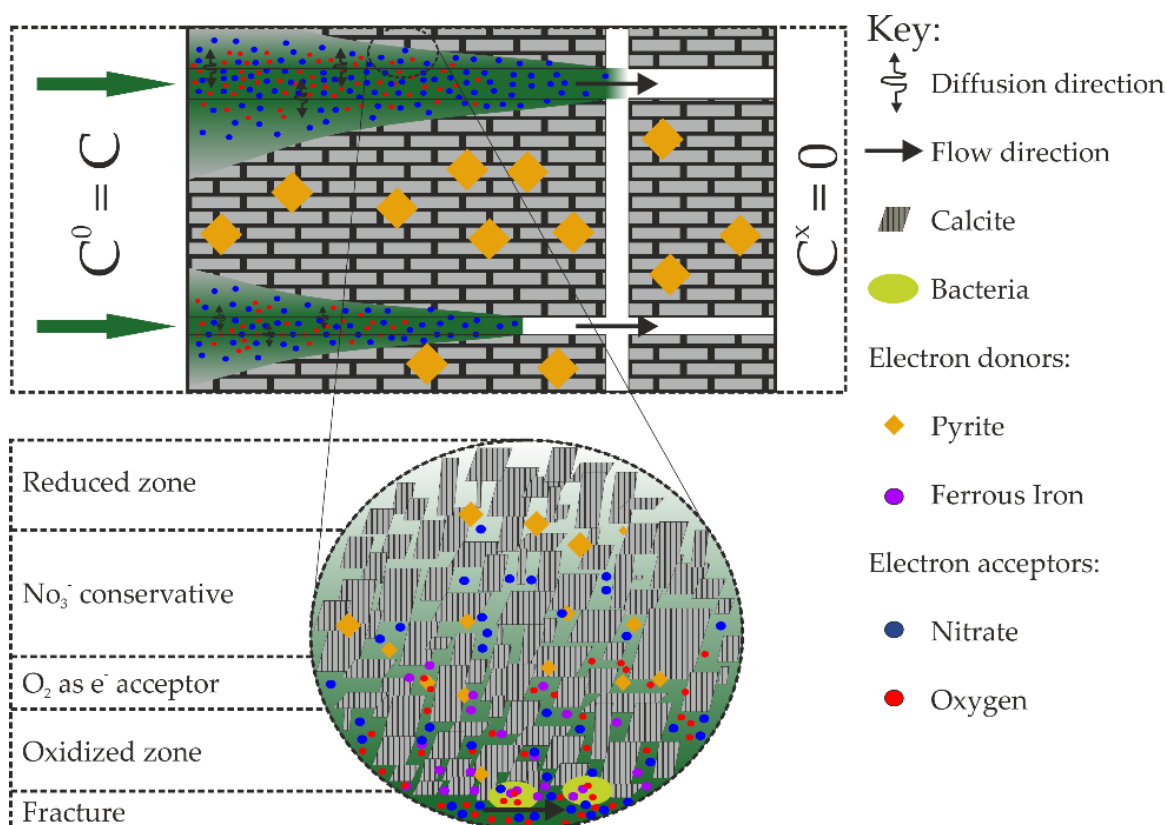 Key:
Diffusion direction
Flow direction
Calcite
Bacteria
Electron donors:
Pyrite
Ferrous Iron
Electron acceptors:
Nitrate
Oxygen
C⁰ = C
Cˣ = 0
Reduced zone
No₃⁻ conservative
O₂ as e⁻ acceptor
Oxidized zone
Fracture